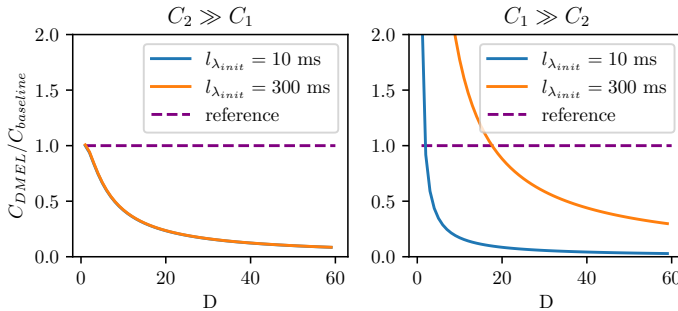 C_2 ≫ C_1
C_{DMEL}/C_{baseline}
2.0
1.5
1.0
0.5
0.0
l_{λ_{init}} = 10 ms
l_{λ_{init}} = 300 ms
reference
0
20
40
60
D
C_1 ≫ C_2
2.0
1.5
1.0
0.5
0.0
l_{λ_{init}} = 10 ms
l_{λ_{init}} = 300 ms
reference
0
20
40
60
D